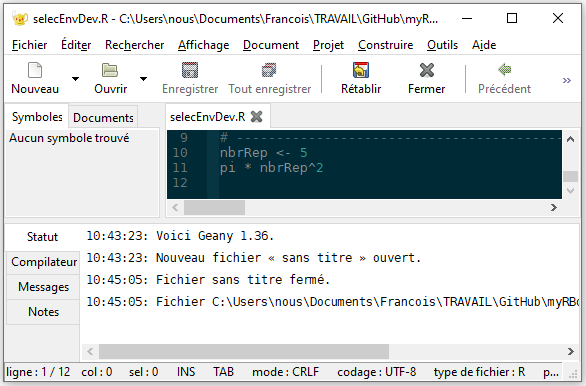 selecEnvDev.R - C:\Users\nous\Documents\Francois\TRAVAIL\GitHub\myR...
Fichier Éditer Rechercher Affichage Document Projet Construire Outils Aide
Nouveau Ouvrir Enregistrer Tout enregistrer Rétablir Fermer Précédent »
Symboles Documents
Aucun symbole trouvé
selecEnvDev.R
9 # -----------------------------------------
10 nbrRep <- 5
11 pi * nbrRep^2
12
Statut
Compilateur
Messages
Notes
10:43:23: Voici Geany 1.36.
10:43:23: Nouveau fichier « sans titre » ouvert.
10:45:05: Fichier sans titre fermé.
10:45:05: Fichier C:\Users\nous\Documents\Francois\TRAVAIL\GitHub\myRBo
ligne : 1 / 12 col : 0 sel : 0 INS TAB mode : CRLF codage : UTF-8 type de fichier : R p...